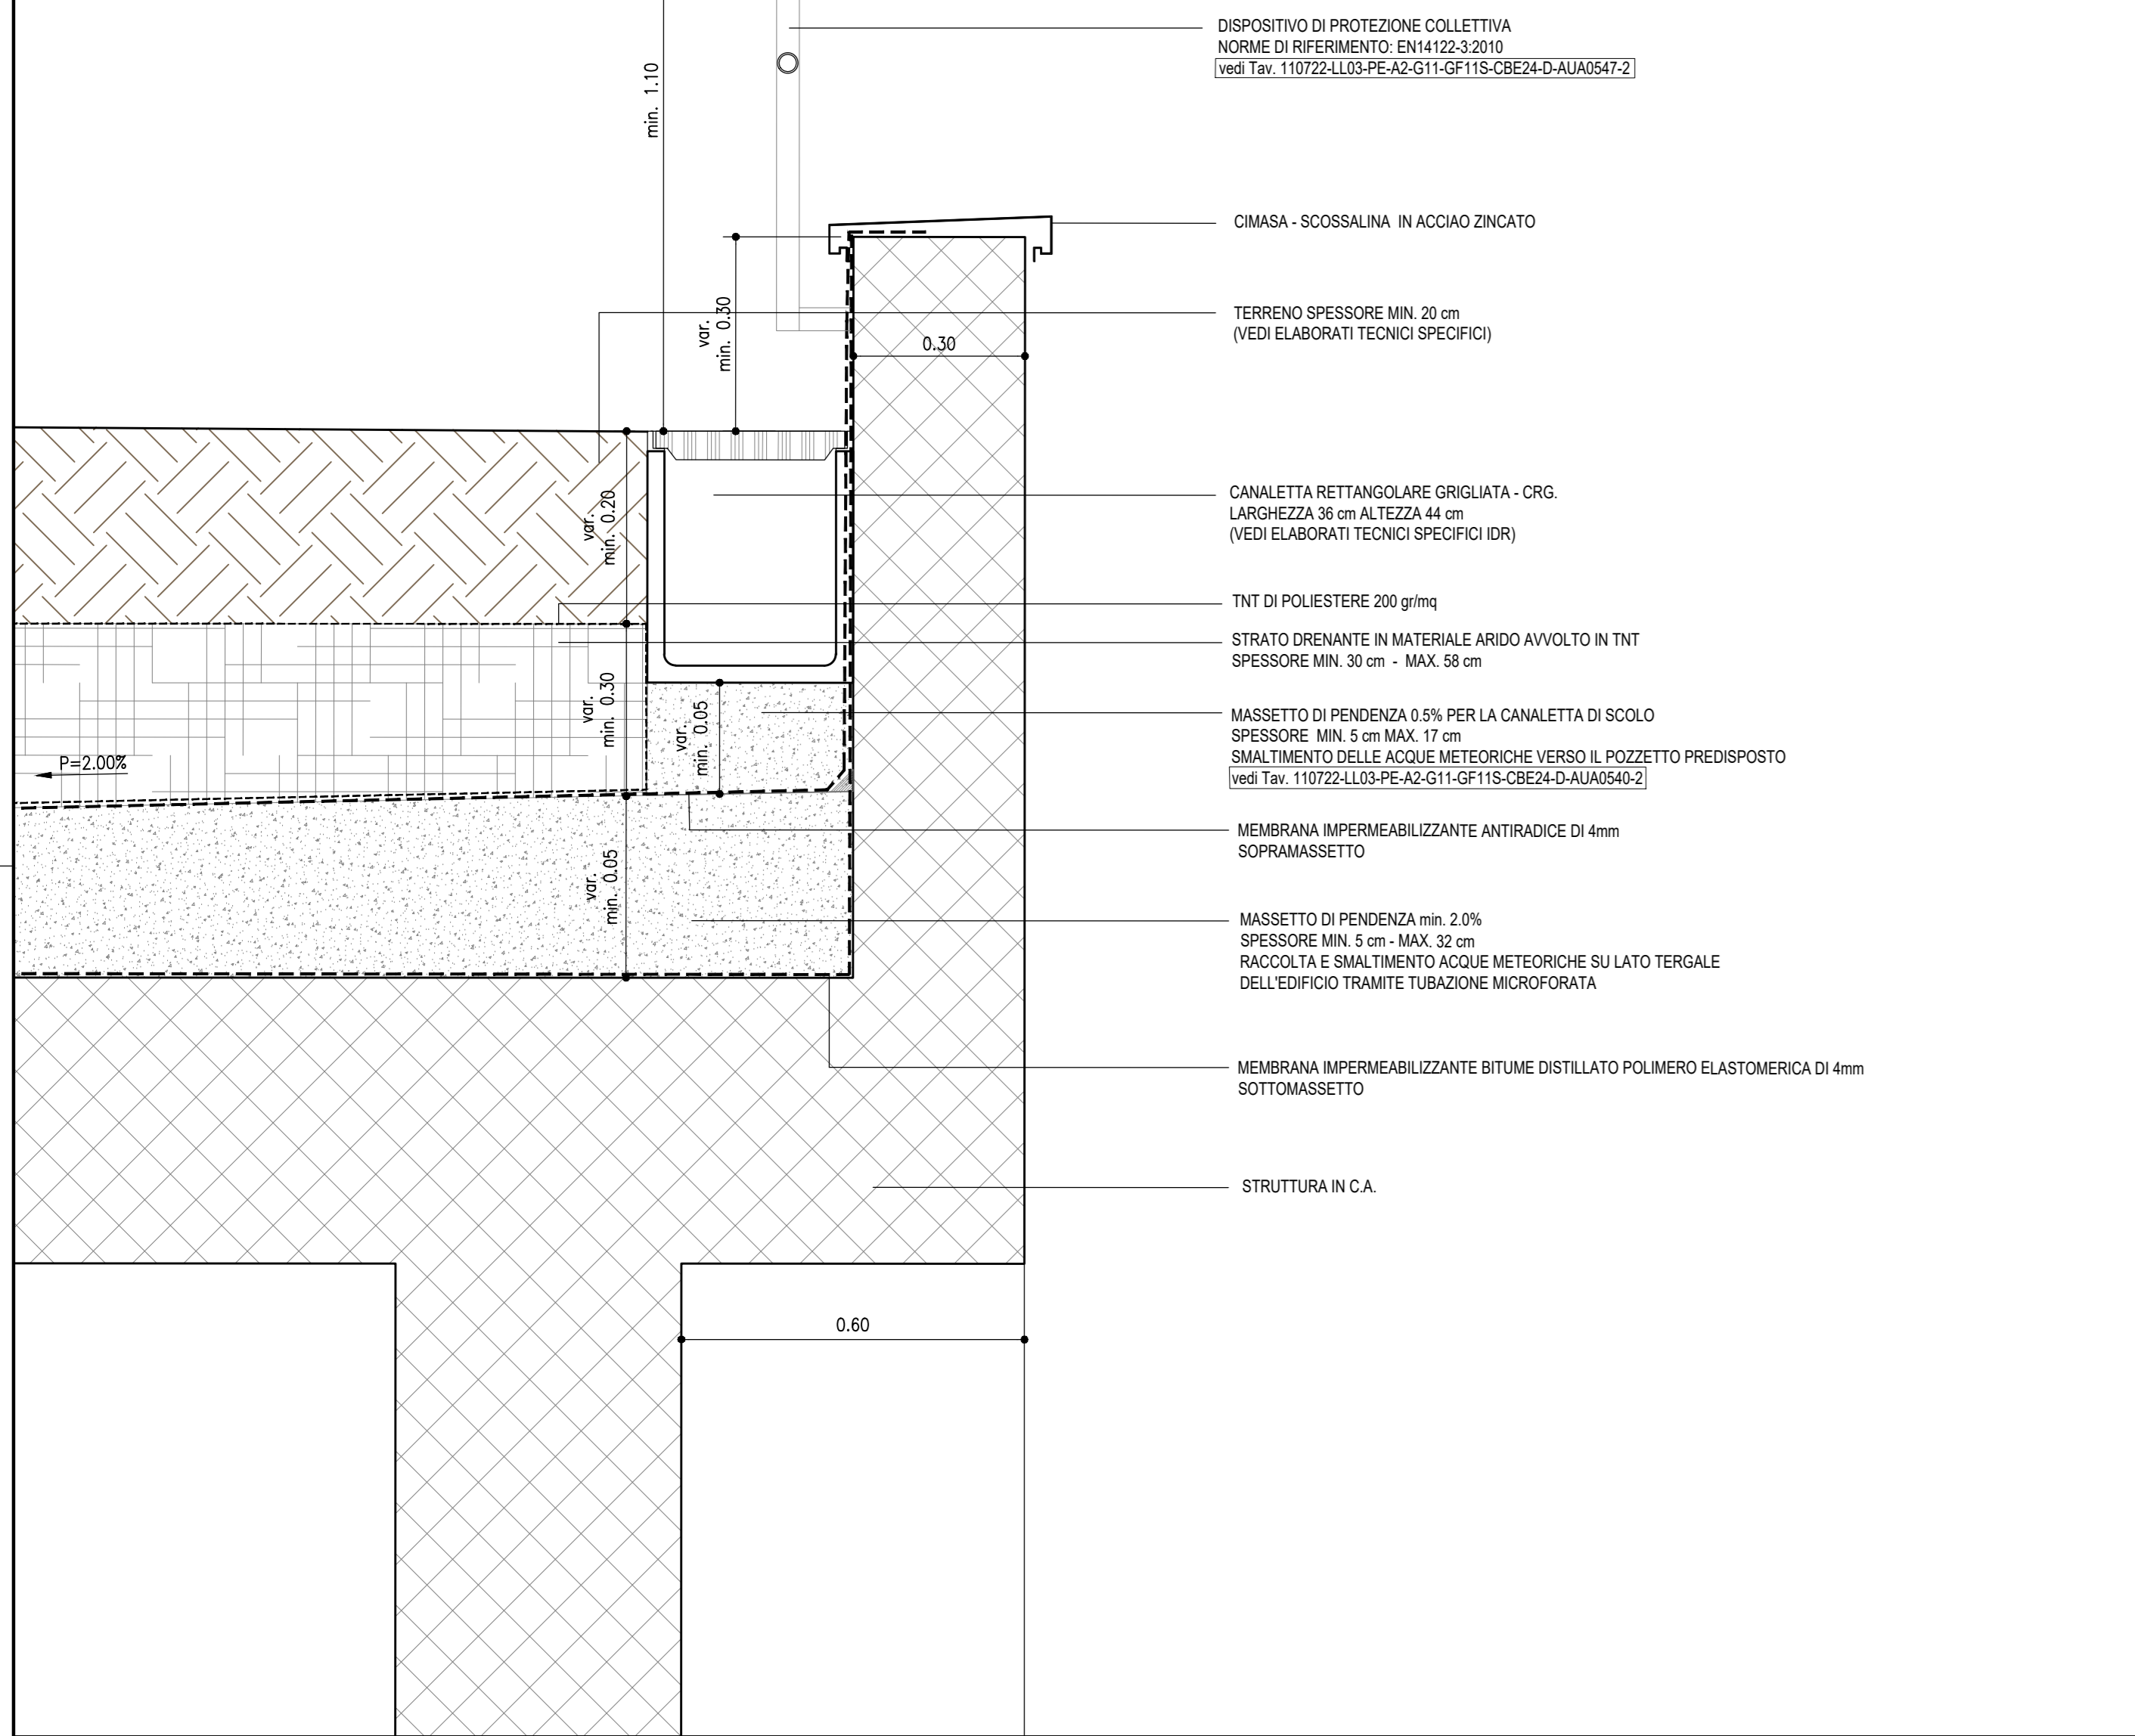 DISPOSITIVO DI PROTEZIONE COLLETTIVA
NORME DI RIFERIMENTO: EN14122-3:2010
vedi Tav. 110722-LL03-PE-A2-G11-GF11S-CBE24-D-AUA0547-2
min. 1.10
CIMASA - SCOSSALINA IN ACCIAO ZINCATO
var.
min. 0.30
TERRENO SPESSORE MIN. 20 cm
(VEDI ELABORATI TECNICI SPECIFICI)
0.30
CANALETTA RETTANGOLARE GRIGLIATA - CRG.
LARGHEZZA 36 cm ALTEZZA 44 cm
(VEDI ELABORATI TECNICI SPECIFICI IDR)
var.
min. 0.20
TNT DI POLIESTERE 200 gr/mq
STRATO DRENANTE IN MATERIALE ARIDO AVVOLTO IN TNT
SPESSORE MIN. 30 cm - MAX. 58 cm
var.
min. 0.30
var.
min. 0.05
MASSETTO DI PENDENZA 0.5% PER LA CANALETTA DI SCOLO
SPESSORE MIN. 5 cm MAX. 17 cm
SMALTIMENTO DELLE ACQUE METEORICHE VERSO IL POZZETTO PREDISPOSTO
vedi Tav. 110722-LL03-PE-A2-G11-GF11S-CBE24-D-AUA0540-2
P=2.00%
MEMBRANA IMPERMEABILIZZANTE ANTIRADICE DI 4mm
SOPRAMASSETTO
var.
min. 0.05
MASSETTO DI PENDENZA min. 2.0%
SPESSORE MIN. 5 cm - MAX. 32 cm
RACCOLTA E SMALTIMENTO ACQUE METEORICHE SU LATO TERGALE
DELL'EDIFICIO TRAMITE TUBAZIONE MICROFORATA
MEMBRANA IMPERMEABILIZZANTE BITUME DISTILLATO POLIMERO ELASTOMERICA DI 4mm
SOTTOMASSETTO
STRUTTURA IN C.A.
0.60